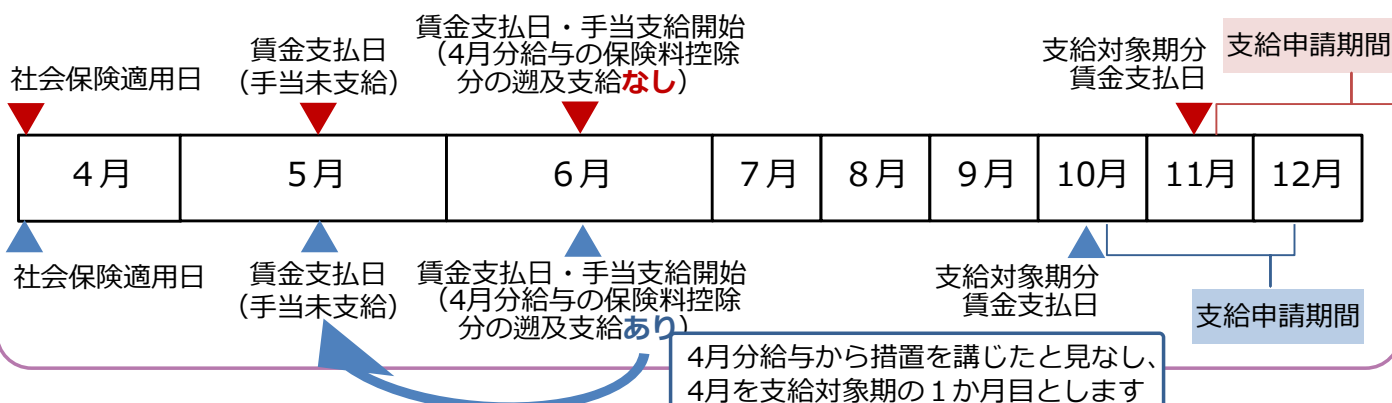 社会保険適用日
賃金支払日
(手当未支給)
賃金支払日・手当支給開始
(4月分給与の保険料控除
分の遡及支給なし)
支給対象期分
賃金支払日
支給申請期間
4月
5月
6月
7月
8月
9月
10月
11月
12月
社会保険適用日
賃金支払日
(手当未支給)
賃金支払日・手当支給開始
(4月分給与の保険料控除
分の遡及支給あり)
支給対象期分
賃金支払日
支給申請期間
4月分給与から措置を講じたと見なし、
4月を支給対象期の1か月目とします